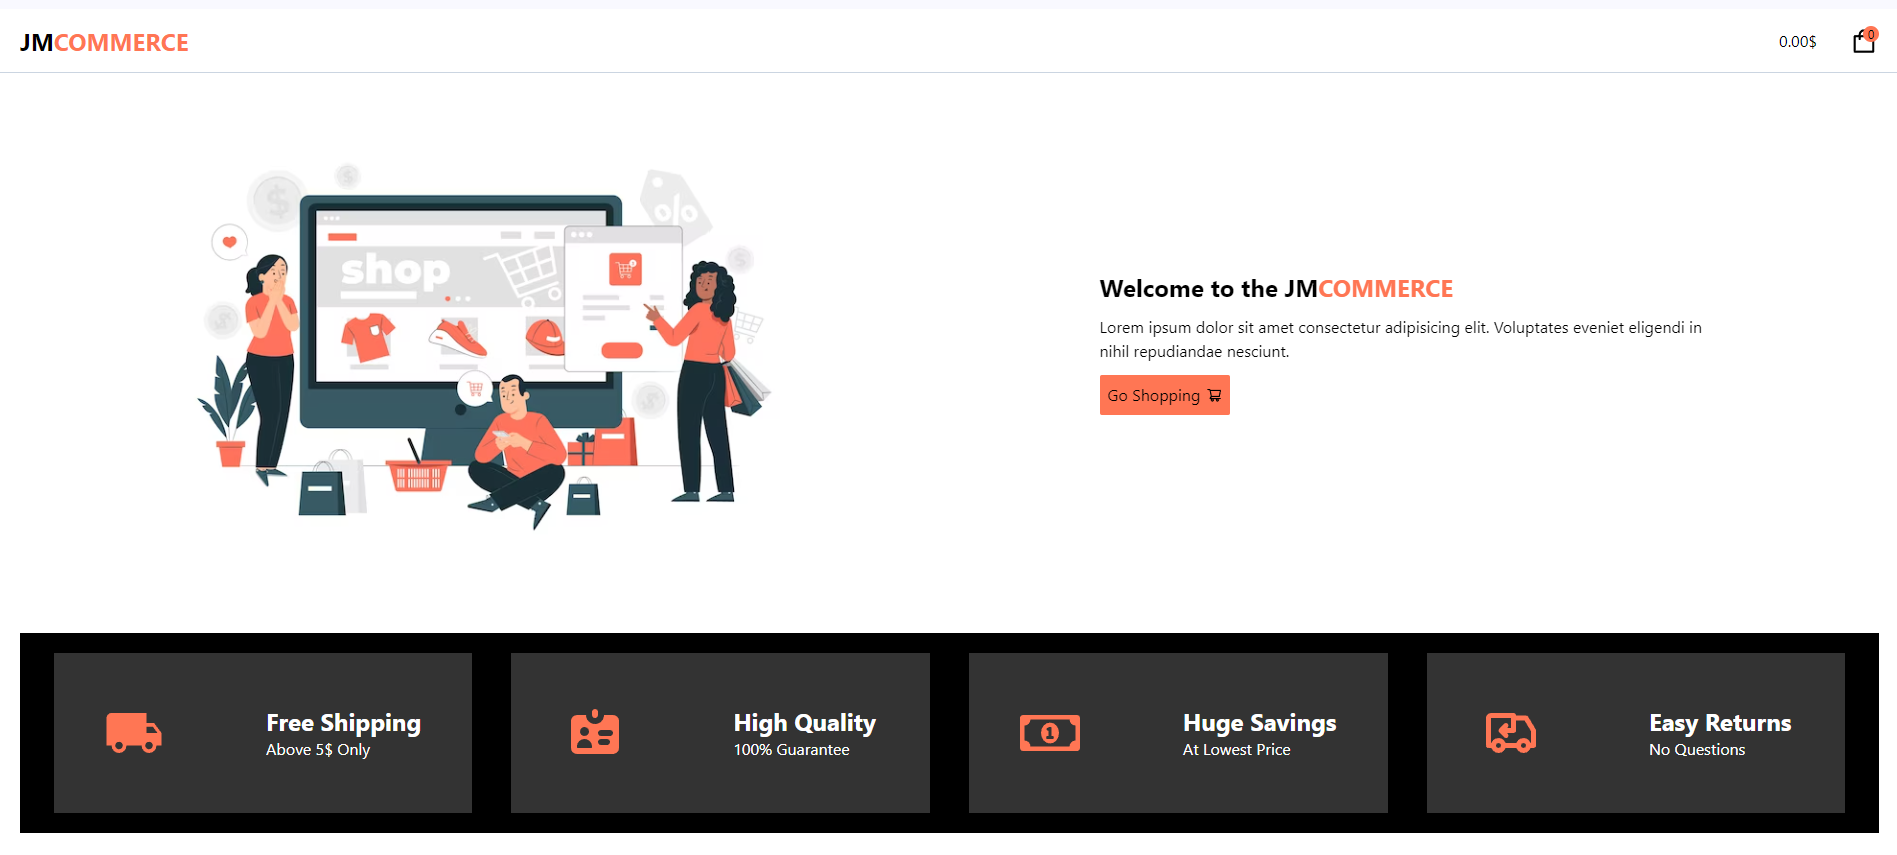 JMCOMMERCE
0.00$
0
shop
%
Welcome to the JMCOMMERCE
Lorem ipsum dolor sit amet consectetur adipisicing elit. Voluptates eveniet eligendi in
nihil repudiandae nesciunt.
Go Shopping
Free Shipping
Above 5$ Only
High Quality
100% Guarantee
1
Huge Savings
At Lowest Price
Easy Returns
No Questions